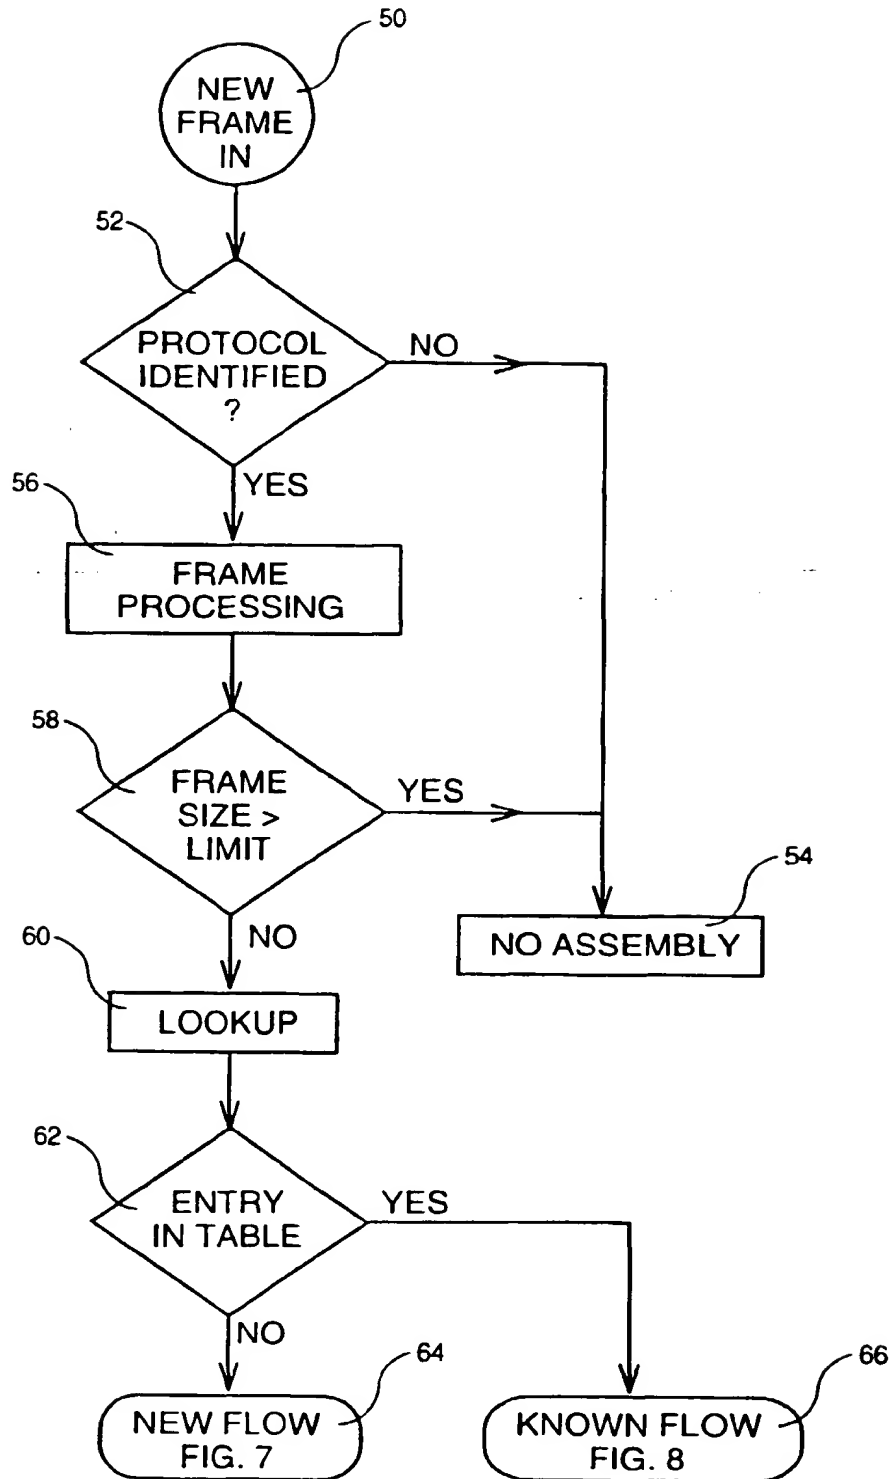 50
NEW
FRAME
IN
52
PROTOCOL
IDENTIFIED
?
NO
YES
56
FRAME
PROCESSING
58
FRAME
SIZE >
LIMIT
YES
54
NO ASSEMBLY
NO
60
LOOKUP
62
ENTRY
IN TABLE
YES
NO
64
NEW FLOW
FIG. 7
66
KNOWN FLOW
FIG. 8